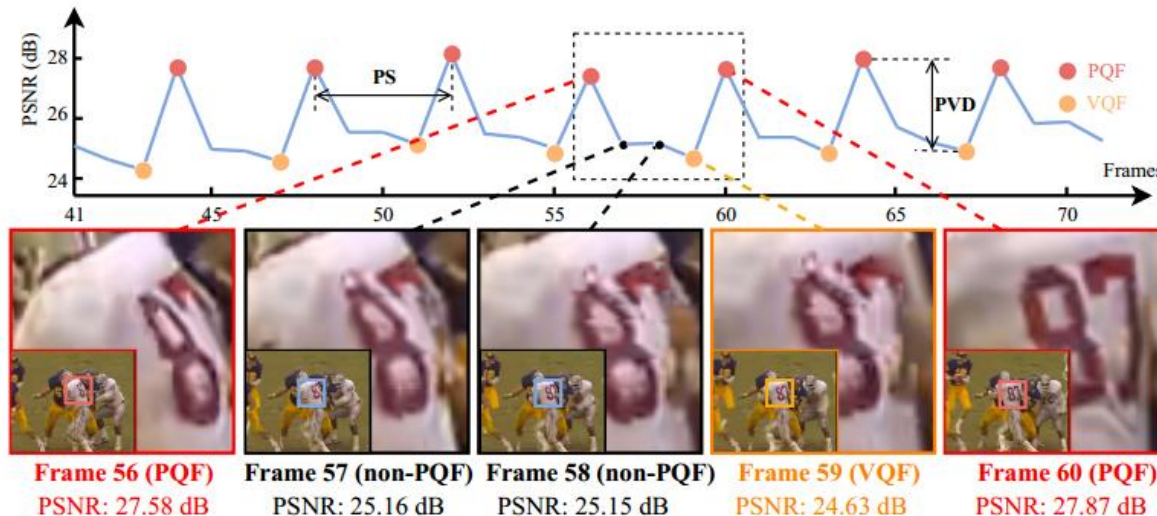 PSNR (dB)
28
26
24
PS
PVD
PQF
VQF
Frames
41
45
50
55
60
65
70
Frame 56 (PQF)
PSNR: 27.58 dB
Frame 57 (non-PQF)
PSNR: 25.16 dB
Frame 58 (non-PQF)
PSNR: 25.15 dB
Frame 59 (VQF)
PSNR: 24.63 dB
Frame 60 (PQF)
PSNR: 27.87 dB